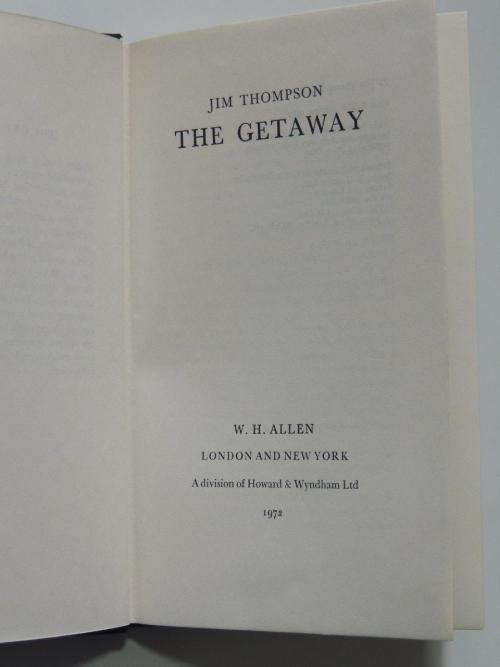 JIM THOMPSON
THE GETAWAY
W. H. ALLEN
LONDON AND NEW YORK
A division of Howard & Wyndham Ltd
1972